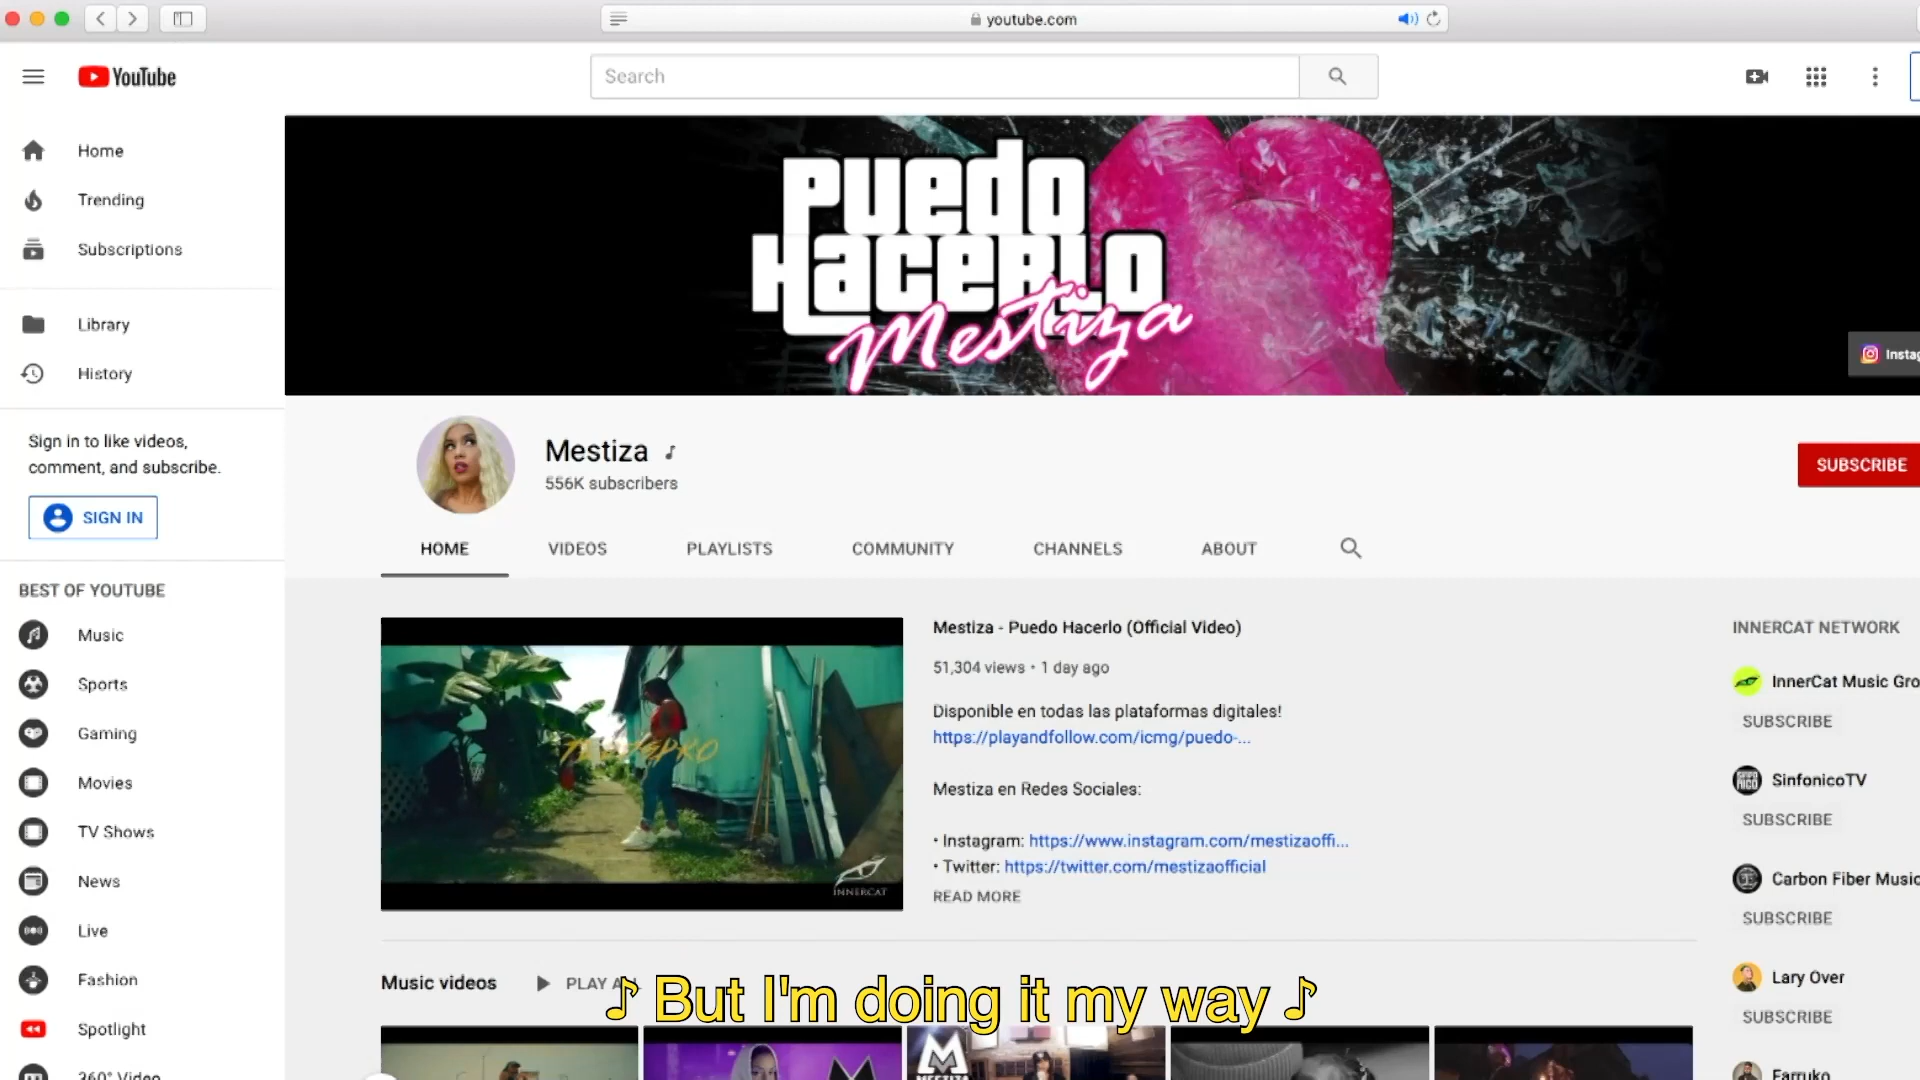 youtube.com
YouTube
Search
Home
Trending
Subscriptions
Library
History
Sign in to like videos,
comment, and subscribe.
SIGN IN
BEST OF YOUTUBE
Music
Sports
Gaming
Movies
TV Shows
News
Live
Fashion
Spotlight
360° Video
PUEDO
HACERLO
Mestiza
Insta
Mestiza
556K subscribers
SUBSCRIBE
HOME
VIDEOS
PLAYLISTS
COMMUNITY
CHANNELS
ABOUT
INNERCAT
Mestiza - Puedo Hacerlo (Official Video)
51,304 views • 1 day ago
Disponible en todas las plataformas digitales!
https://playandfollow.com/icmg/puedo-...
Mestiza en Redes Sociales:
• Instagram: https://www.instagram.com/mestizaoffi...
• Twitter: https://twitter.com/mestizaofficial
READ MORE
INNERCAT NETWORK
InnerCat Music Gro
SUBSCRIBE
SinfonicoTV
SUBSCRIBE
Carbon Fiber Music
SUBSCRIBE
Lary Over
SUBSCRIBE
Farruko
Music videos
PLAY ALL
♪ But I'm doing it my way ♪